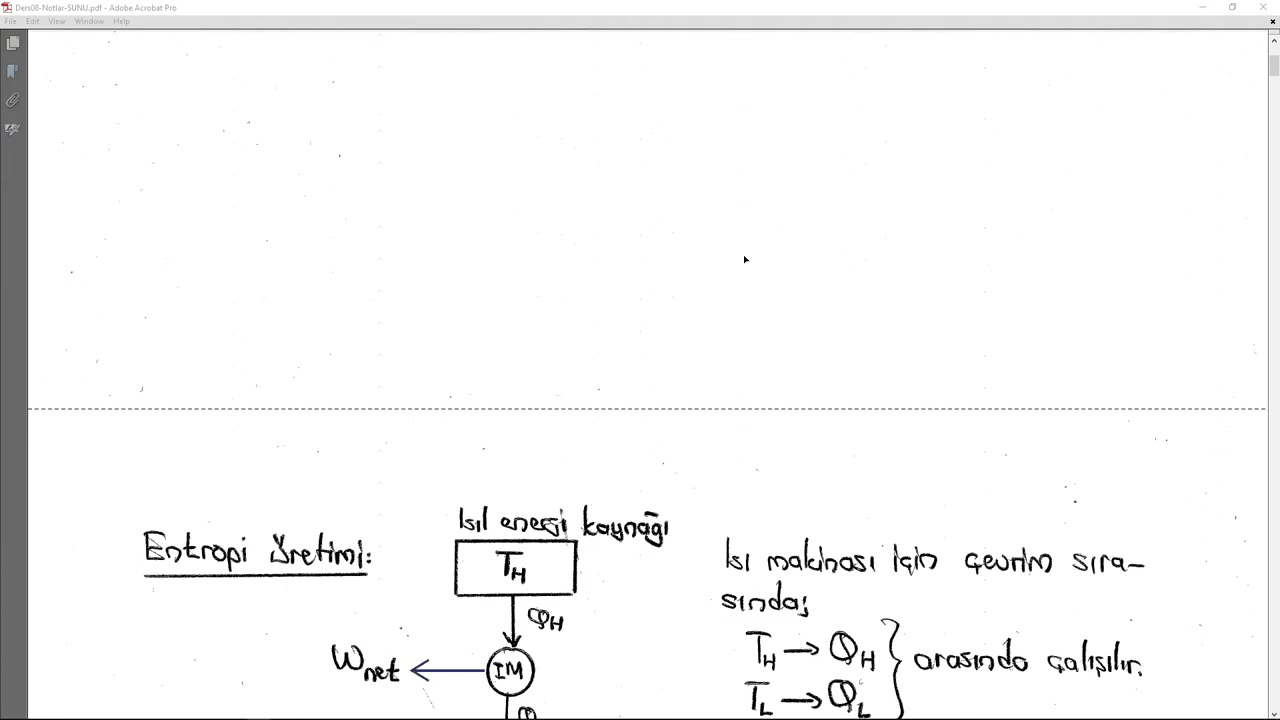 Ders08-Notlar-SUNU.pdf - Adobe Acrobat Pro
File Edit View Window Help
Isıl enerji kaynağı
Entropi üretimi:
T_H
Isı makinası için çevrim sıra-
sında;
Q_H
T_H → Q_H } arasında çalışılır.
W_net
IM
T_L → Q_L
Q